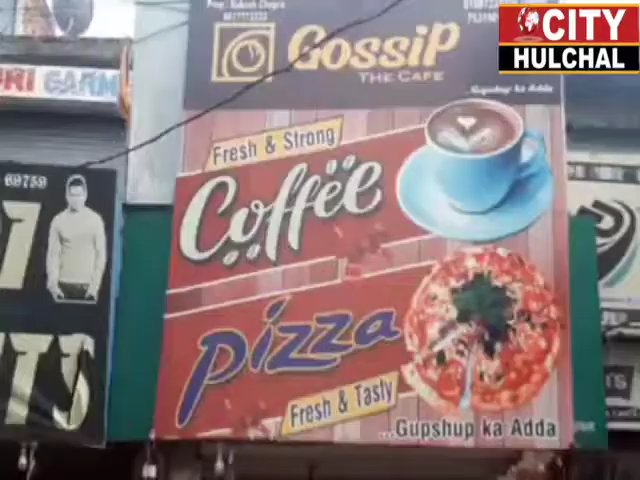 CITY
HULCHAL
Gossip
THE CAFE
...Gupshup ka Adda
Fresh & Strong
Coffee
pizza
Fresh & Tasty
...Gupshup ka Adda
69759